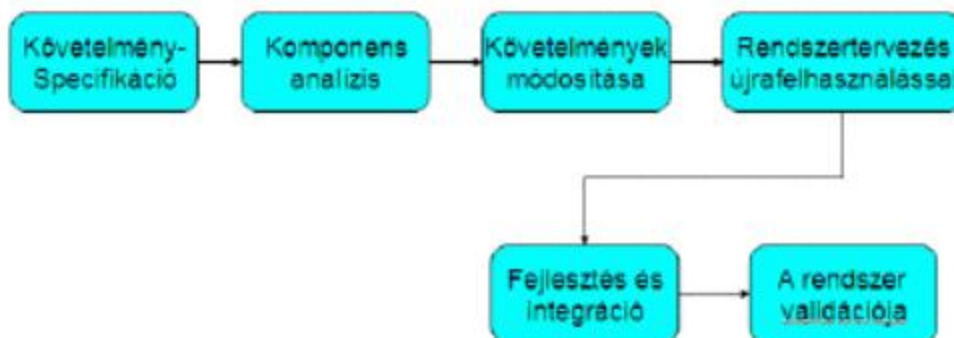 Követelmény-
Specifikáció
Komponens
analízis
Követelmények
módosítása
Rendszertervezés
újrafelhasználással
Fejlesztés és
integráció
A rendszer
validációja